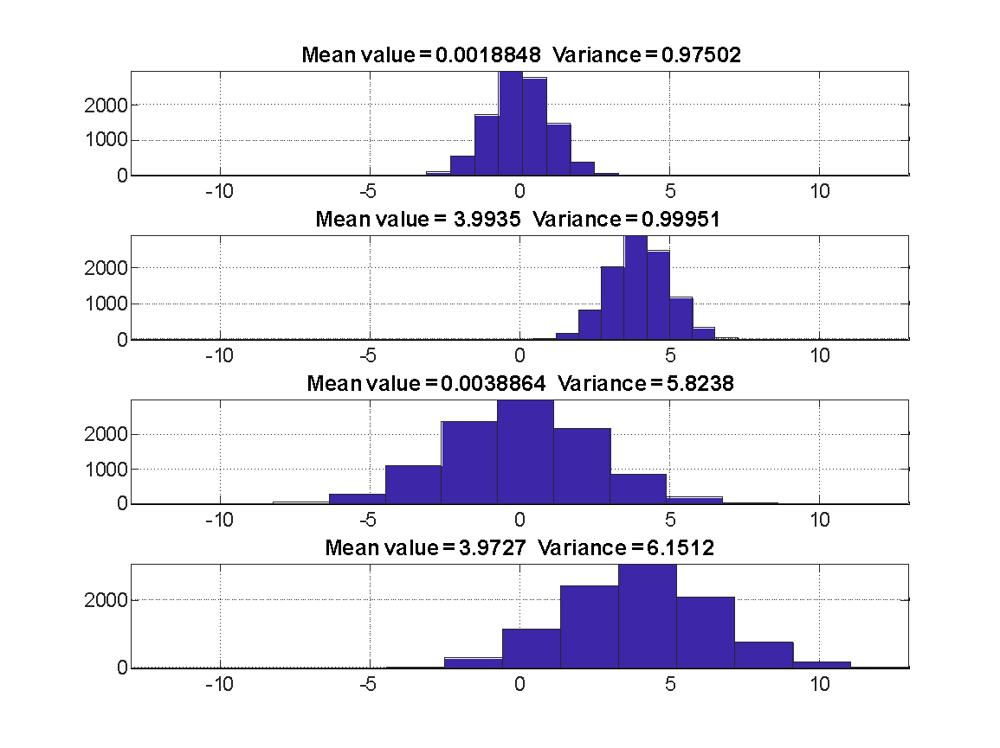 Mean value = 0.0018848 Variance = 0.97502
2000
1000
0
-10 -5 0 5 10
Mean value = 3.9935 Variance = 0.99951
2000
1000
0
-10 -5 0 5 10
Mean value = 0.0038864 Variance = 5.8238
2000
1000
0
-10 -5 0 5 10
Mean value = 3.9727 Variance = 6.1512
2000
0
-10 -5 0 5 10